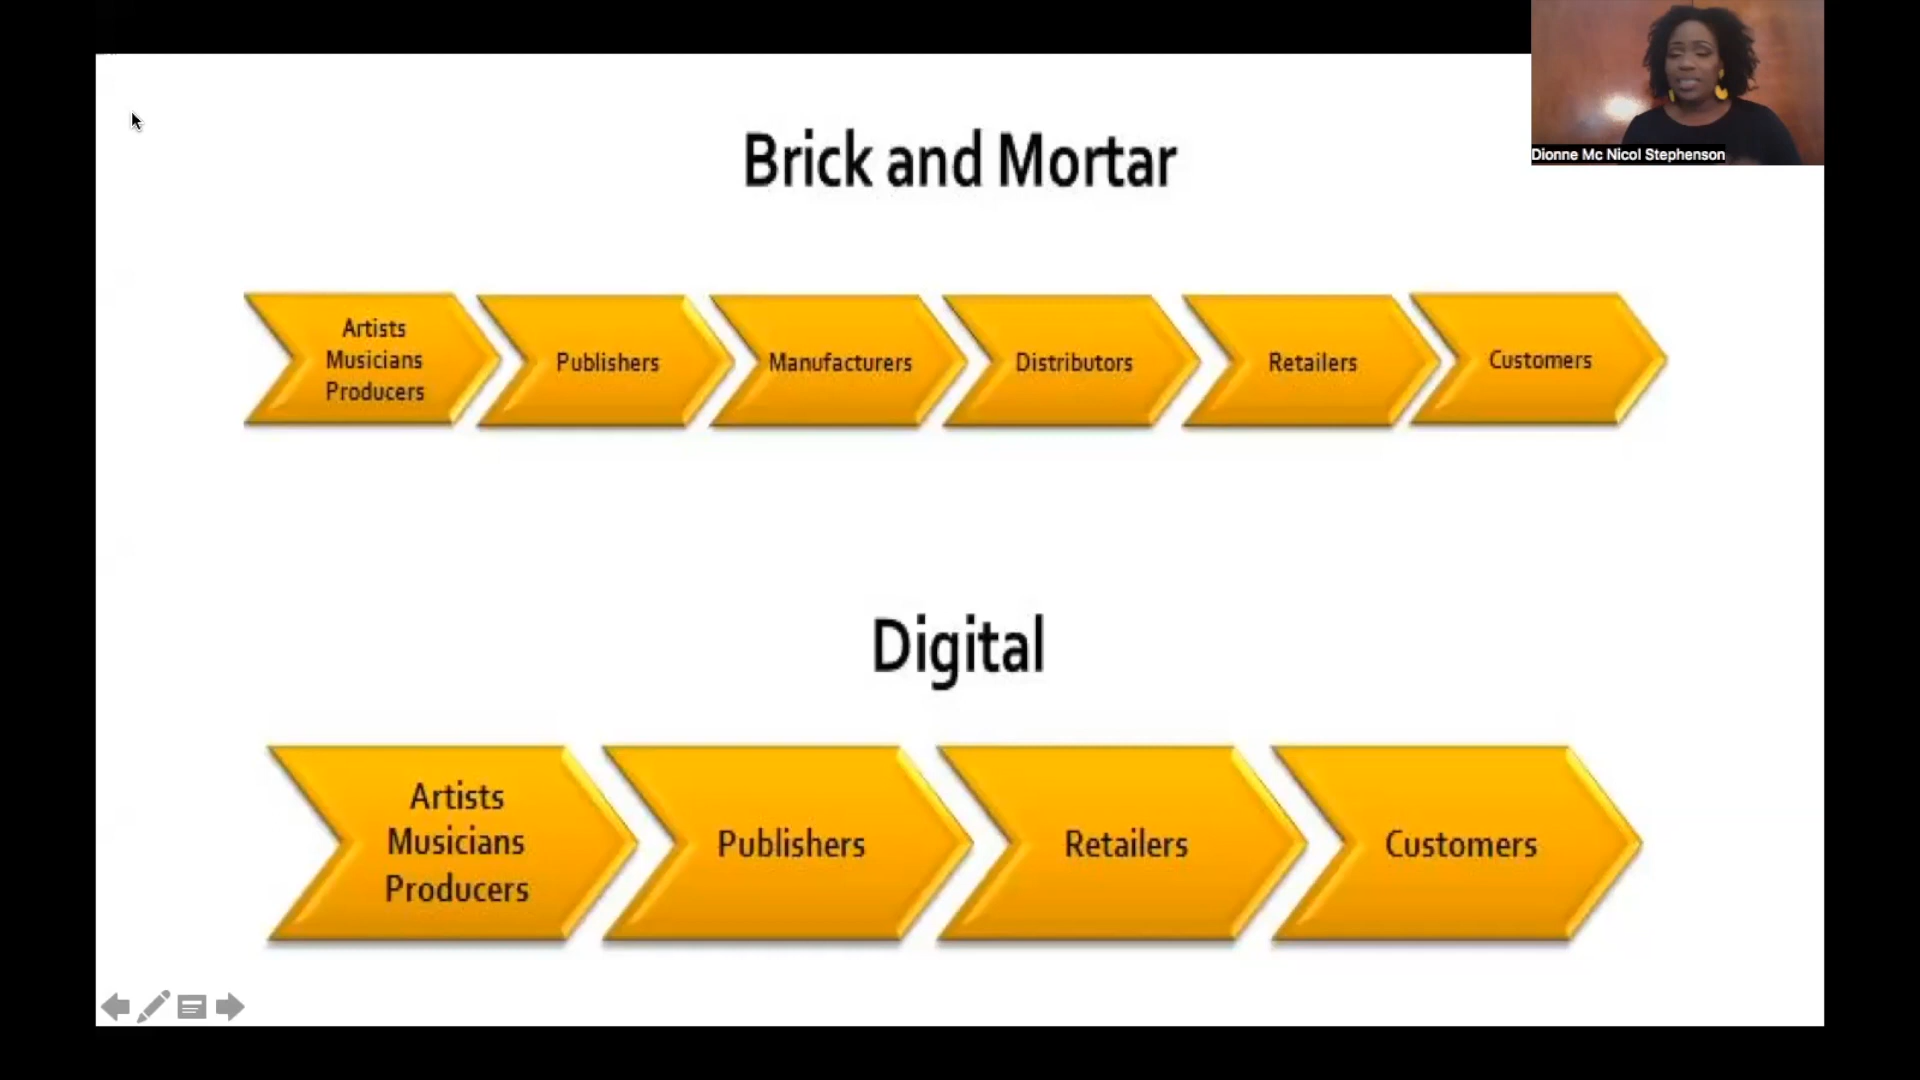 Dionne Mc Nicol Stephenson
Brick and Mortar
Artists
Musicians
Producers
Publishers
Manufacturers
Distributors
Retailers
Customers
Digital
Artists
Musicians
Producers
Publishers
Retailers
Customers